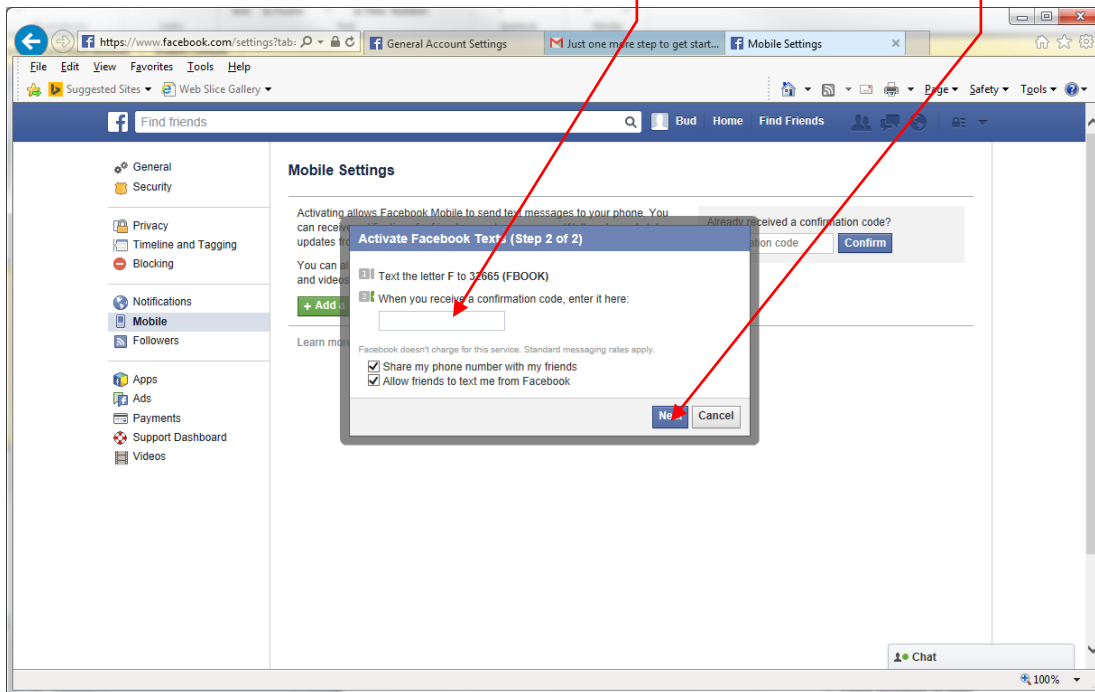 https://www.facebook.com/settings?tab:
General Account Settings
Just one more step to get start...
Mobile Settings
File Edit View Favorites Tools Help
Suggested Sites
Web Slice Gallery
Page Safety Tools
Find friends
Bud Home Find Friends
General
Security
Privacy
Timeline and Tagging
Blocking
Notifications
Mobile
Followers
Apps
Ads
Payments
Support Dashboard
Videos
Mobile Settings
Activating allows Facebook Mobile to send text messages to your phone. You
can receive
updates
You can
and videos
+ Add a
Learn more
Already received a confirmation code?
code
Confirm
Activate Facebook Texts (Step 2 of 2)
1 Text the letter F to 32665 (FBOOK)
2 When you receive a confirmation code, enter it here:
Facebook doesn't charge for this service. Standard messaging rates apply.
Share my phone number with my friends
Allow friends to text me from Facebook
Next
Cancel
Chat
100%